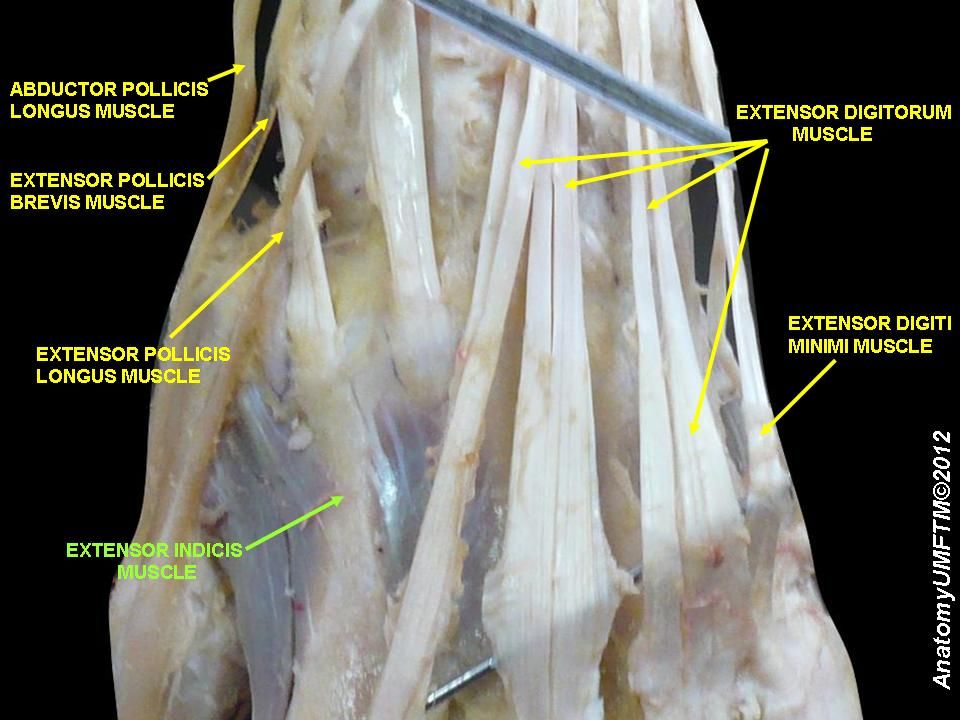 ABDUCTOR POLLICIS
LONGUS MUSCLE
EXTENSOR POLLICIS
BREVIS MUSCLE
EXTENSOR POLLICIS
LONGUS MUSCLE
EXTENSOR INDICIS
MUSCLE
EXTENSOR DIGITORUM
MUSCLE
EXTENSOR DIGITI
MINIMI MUSCLE
AnatomyUMFTM©2012